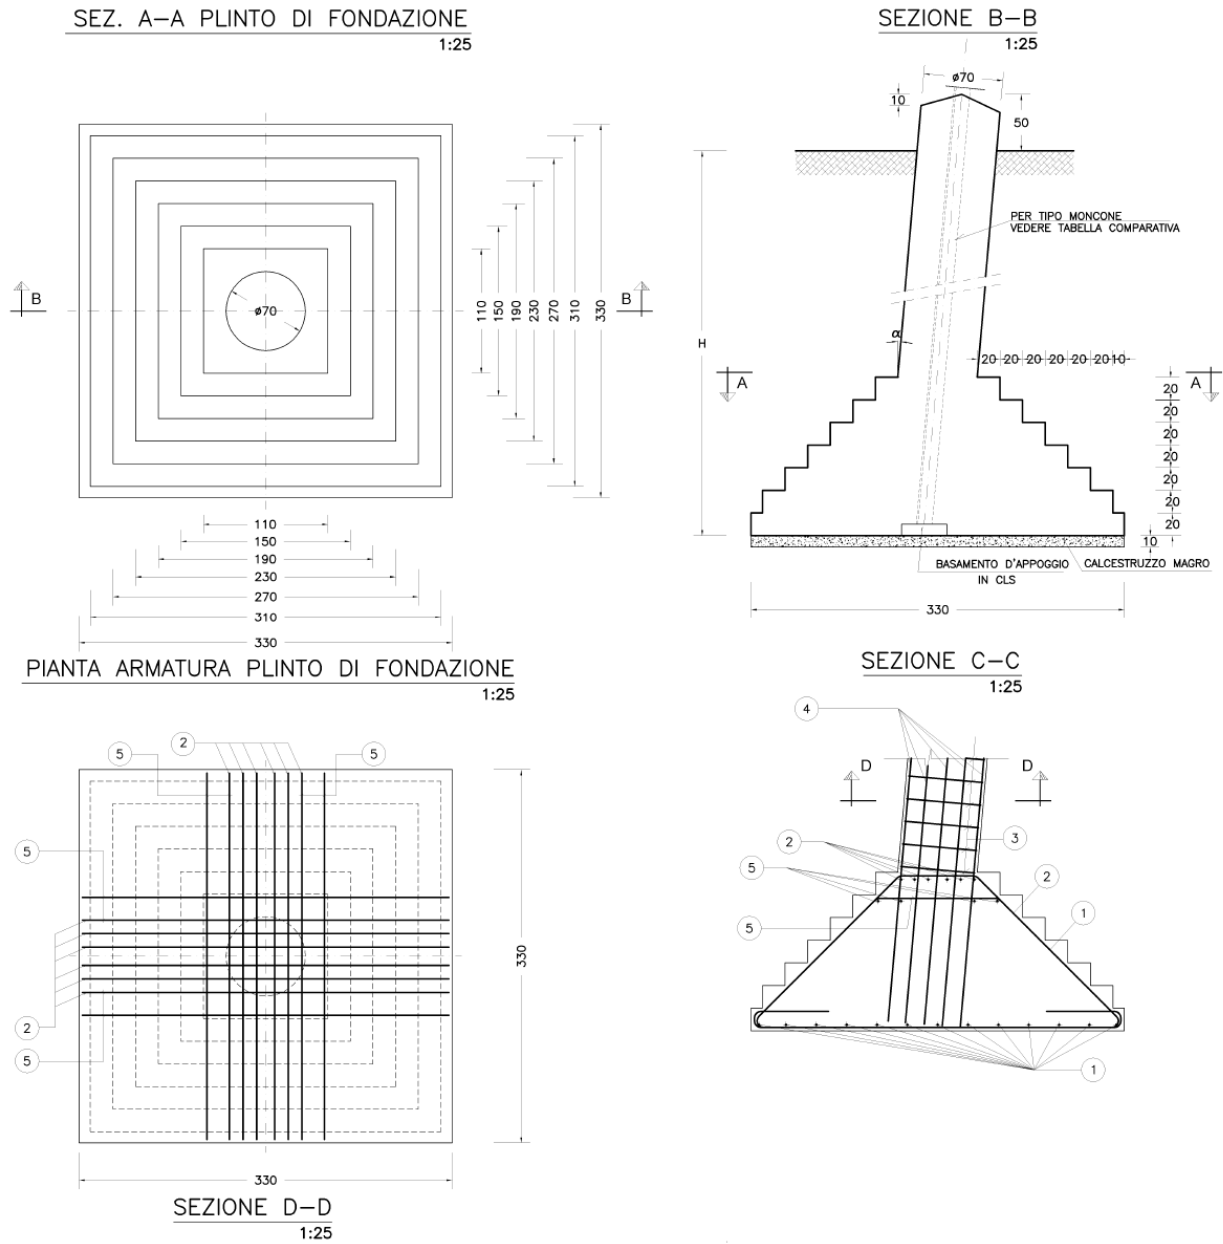 SEZ. A-A PLINTO DI FONDAZIONE
1:25
B
B
ø70
110
150
190
230
270
310
330
110
150
190
230
270
310
330
SEZIONE B-B
1:25
ø70
10
50
PER TIPO MONCONE
VEDERE TABELLA COMPARATIVA
α
H
20 20 20 20 20 20 10
A
A
20
20
20
20
20
20
20
10
BASAMENTO D'APPOGGIO
IN CLS
CALCESTRUZZO MAGRO
330
PIANTA ARMATURA PLINTO DI FONDAZIONE
1:25
5
2
5
5
2
5
330
330
SEZIONE C-C
1:25
4
D
D
3
2
5
2
1
5
1
SEZIONE D-D
1:25